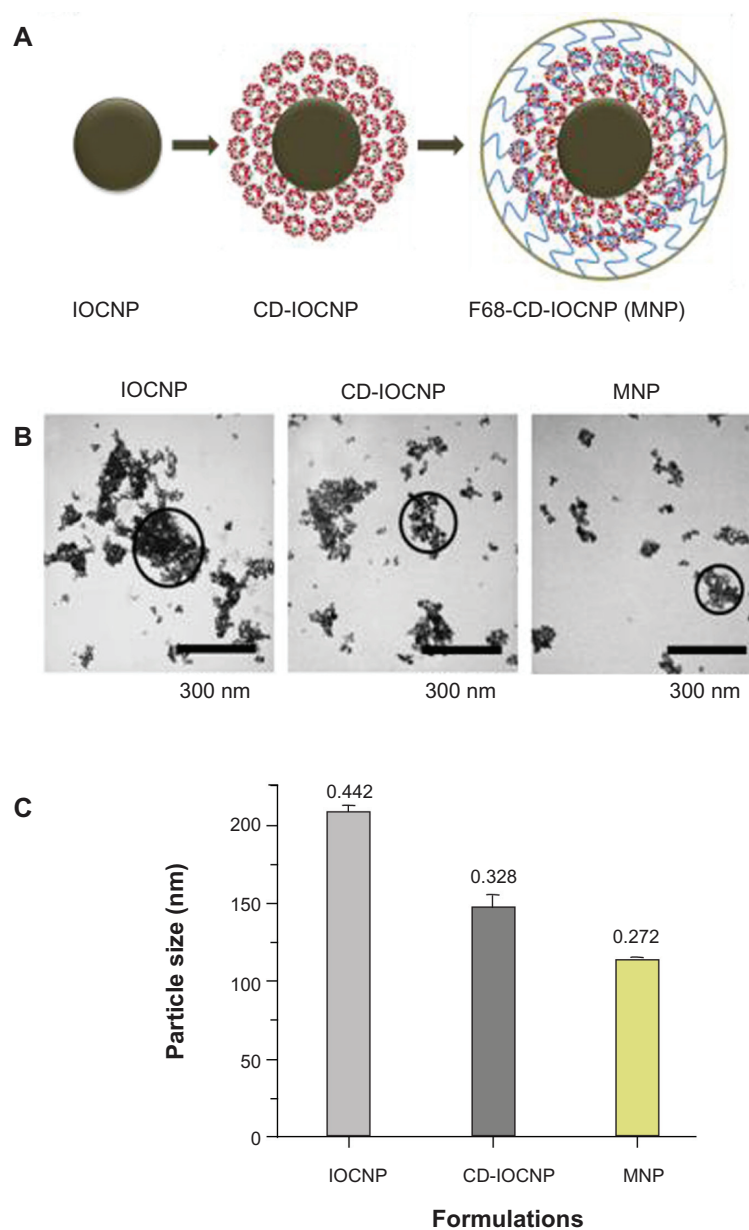 A
IOCNP CD-IOCNP F68-CD-IOCNP (MNP)
IOCNP CD-IOCNP MNP
B
300 nm 300 nm 300 nm
C
0.442
0.328
0.272
200
150
100
50
0
Particle size (nm)
IOCNP CD-IOCNP MNP
Formulations